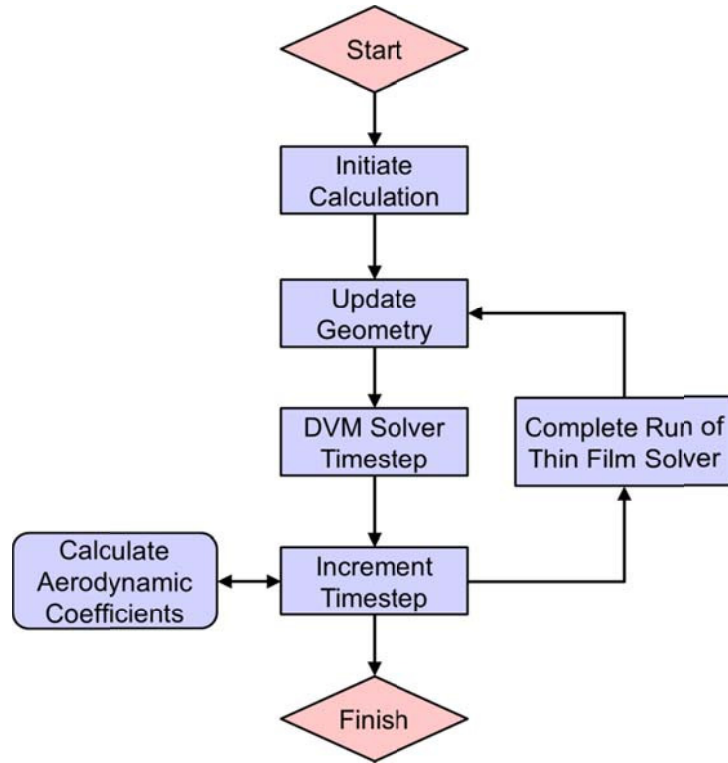 Start
Initiate
Calculation
Update
Geometry
DVM Solver
Timestep
Complete Run of
Thin Film Solver
Calculate
Aerodynamic
Coefficients
Increment
Timestep
Finish